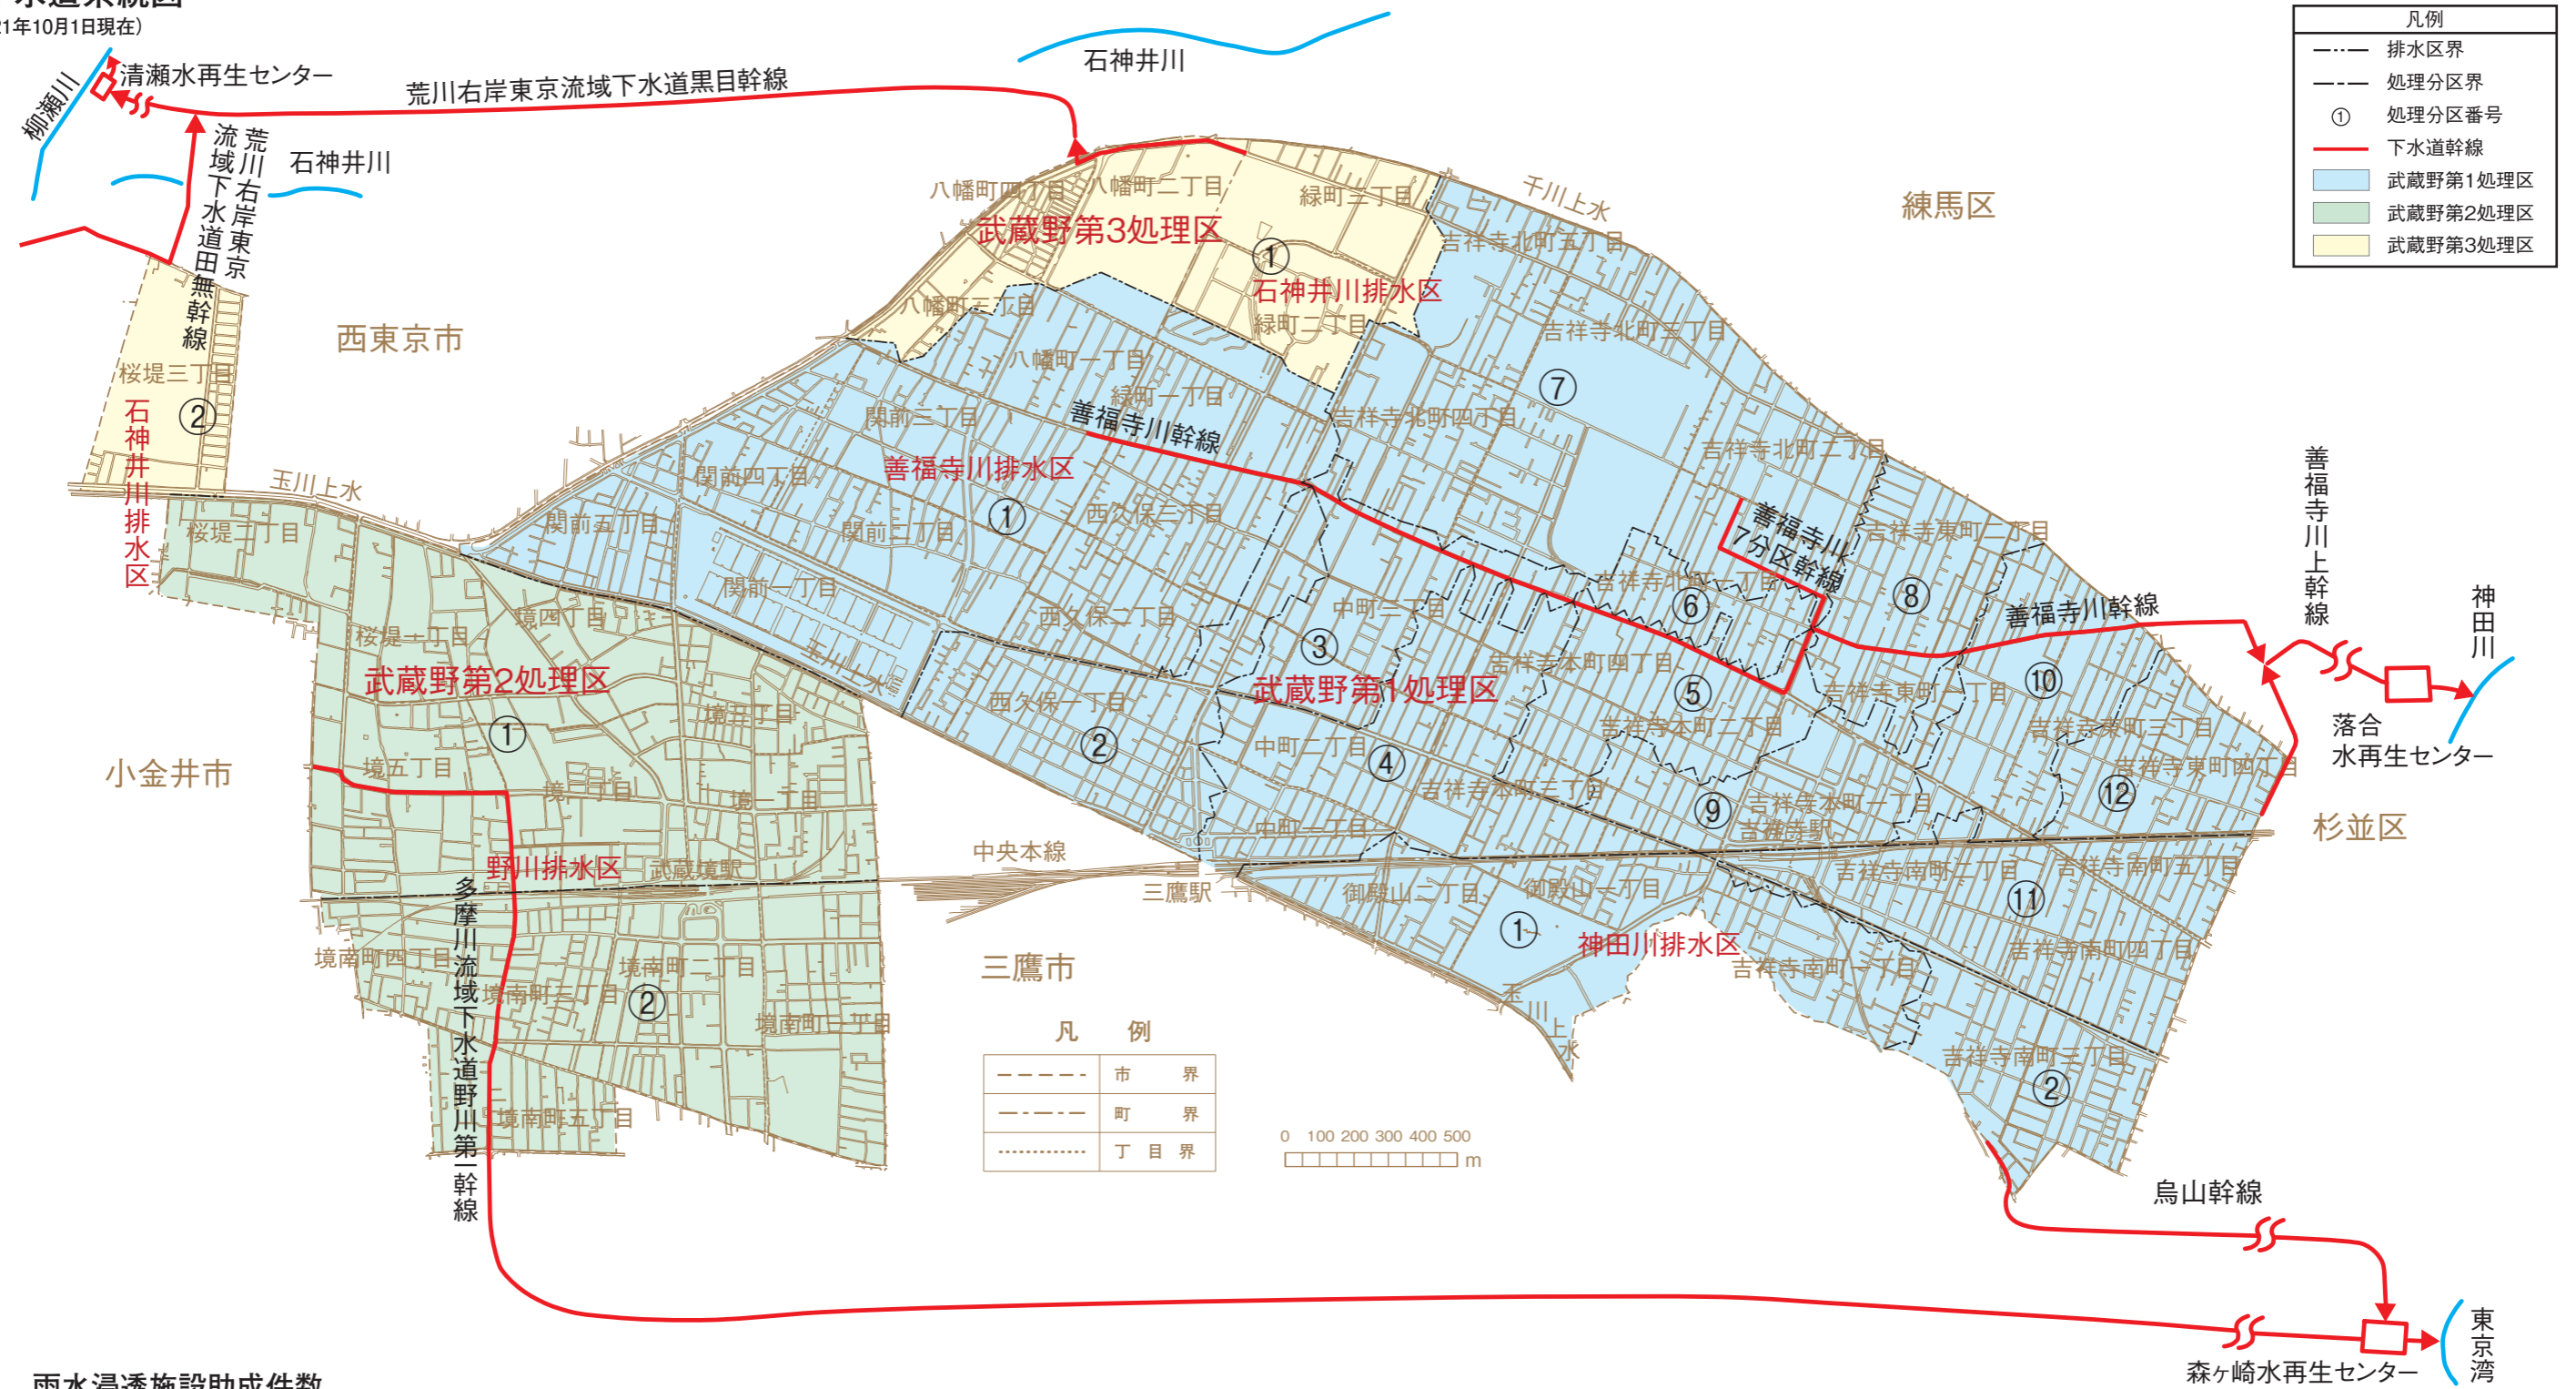 21年10月1日現在）
清瀬水再生センター
柳瀬川
荒川右岸東京流域下水道黒目幹線
石神井川
荒川右岸東京
流域下水道田無幹線
石神井川
凡例
排水区界
処理分区界
① 処理分区番号
下水道幹線
武蔵野第1処理区
武蔵野第2処理区
武蔵野第3処理区
練馬区
千川上水
八幡町四丁目
八幡町二丁目
緑町三丁目
武蔵野第3処理区
①
石神井川排水区
八幡町三丁目
緑町二丁目
吉祥寺北町五丁目
吉祥寺北町三丁目
西東京市
桜堤三丁目
②
石神井川排水区
八幡町一丁目
緑町一丁目
⑦
関前三丁目
善福寺川幹線
吉祥寺北町四丁目
吉祥寺北町二丁目
玉川上水
関前四丁目
善福寺川排水区
①
西久保三丁目
桜堤二丁目
関前五丁目
関前二丁目
善福寺川
7分区幹線
吉祥寺東町二丁目
善福寺川上幹線
関前一丁目
吉祥寺北町一丁目
⑥
⑧
善福寺川幹線
神田川
桜堤一丁目
境四丁目
西久保二丁目
中町三丁目
③
玉川上水
吉祥寺本町四丁目
武蔵野第2処理区
武蔵野第1処理区
⑤
吉祥寺東町一丁目
⑩
境三丁目
西久保一丁目
①
②
中町二丁目
④
吉祥寺本町二丁目
吉祥寺東町三丁目
落合
水再生センター
小金井市
境五丁目
境二丁目
境一丁目
吉祥寺本町三丁目
⑨
吉祥寺本町一丁目
吉祥寺東町四丁目
⑫
中町一丁目
吉祥寺駅
杉並区
野川排水区
武蔵境駅
中央本線
三鷹駅
御殿山二丁目
御殿山一丁目
吉祥寺南町二丁目
吉祥寺南町五丁目
⑪
多摩川流域下水道野川第一幹線
①
神田川排水区
境南町四丁目
境南町三丁目
境南町二丁目
②
三鷹市
吉祥寺南町一丁目
吉祥寺南町四丁目
境南町一丁目
玉川上水
凡 例
市 界
町 界
丁 目 界
0 100 200 300 400 500
m
吉祥寺南町三丁目
②
境南町五丁目
烏山幹線
東京湾
森ヶ崎水再生センター
雨水浸透施設助成件数